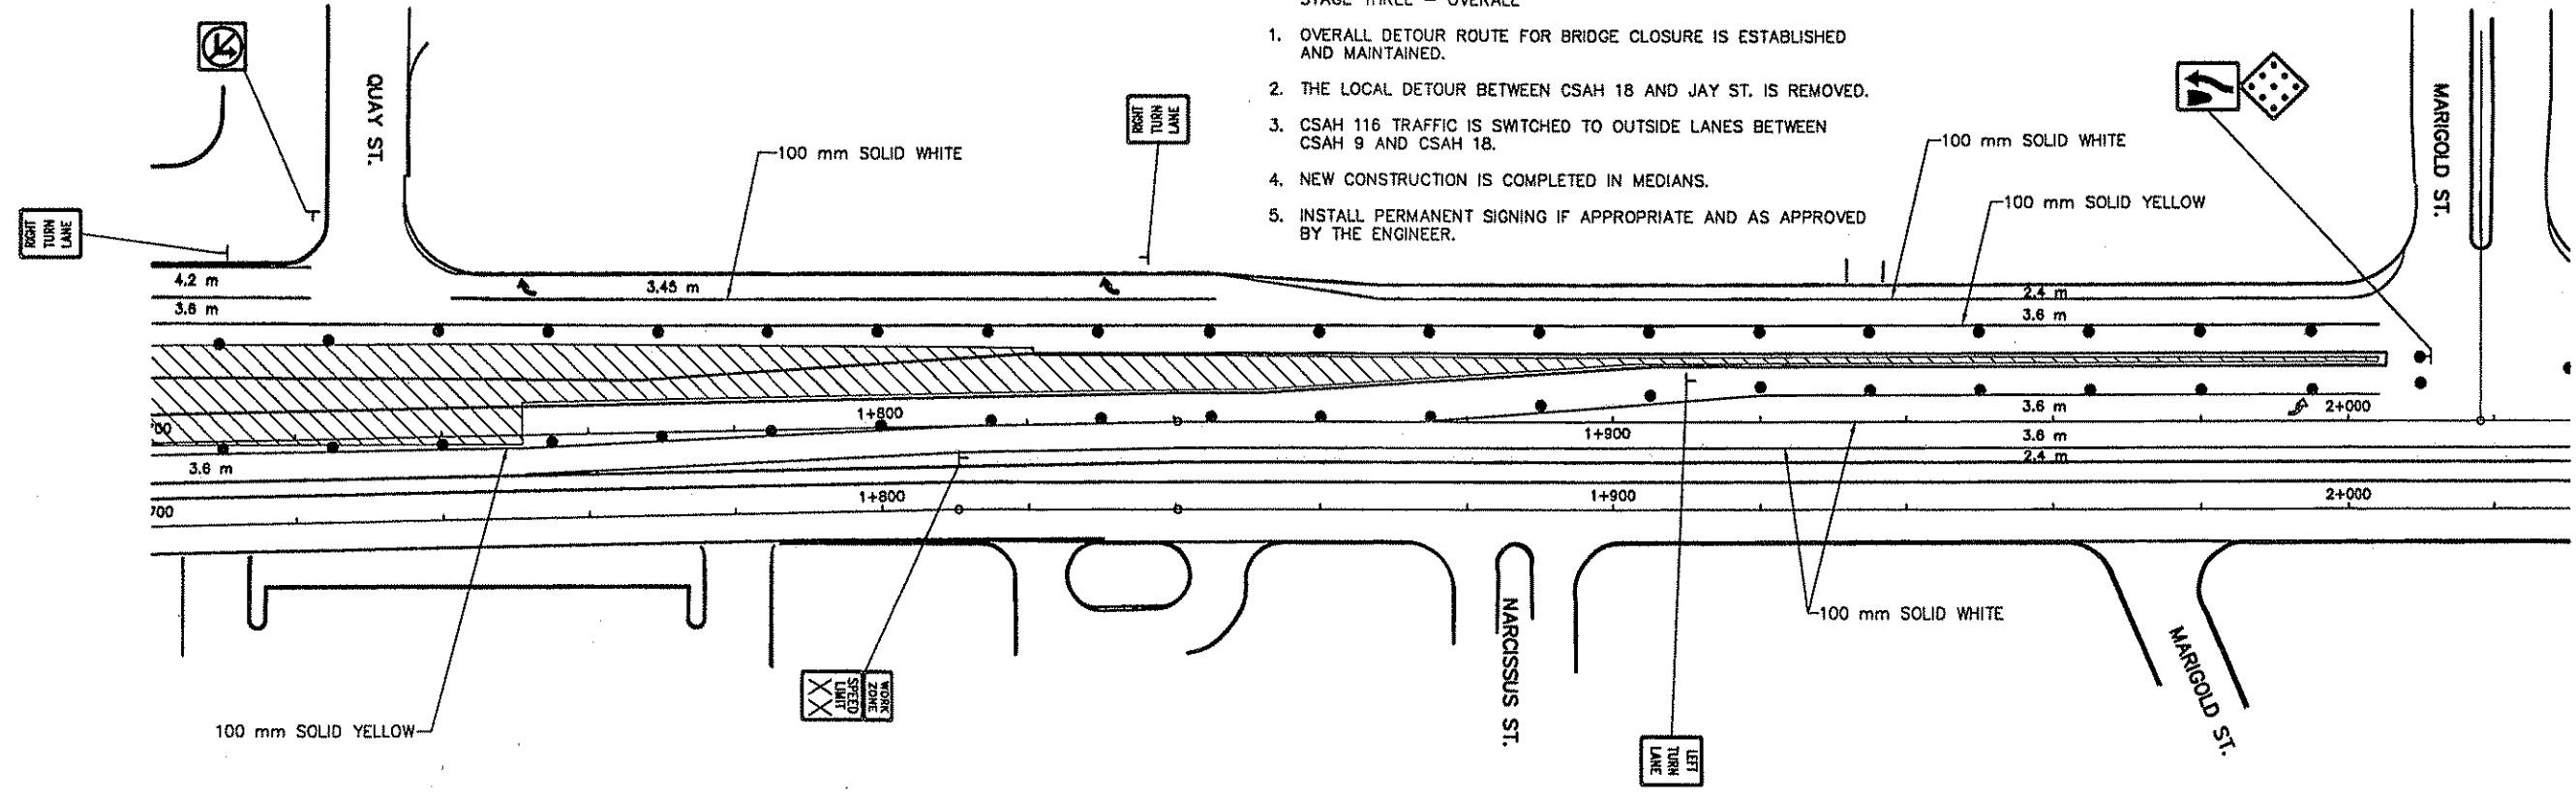 STAGE THREE – OVERALL
1. OVERALL DETOUR ROUTE FOR BRIDGE CLOSURE IS ESTABLISHED
AND MAINTAINED.
2. THE LOCAL DETOUR BETWEEN CSAH 18 AND JAY ST. IS REMOVED.
3. CSAH 116 TRAFFIC IS SWITCHED TO OUTSIDE LANES BETWEEN
CSAH 9 AND CSAH 18.
4. NEW CONSTRUCTION IS COMPLETED IN MEDIANS.
5. INSTALL PERMANENT SIGNING IF APPROPRIATE AND AS APPROVED
BY THE ENGINEER.
QUAY ST.
MARIGOLD ST.
RIGHT
TURN
LANE
RIGHT
TURN
LANE
100 mm SOLID WHITE
100 mm SOLID WHITE
100 mm SOLID YELLOW
4.2 m
3.45 m
2.4 m
3.6 m
3.6 m
1+800
3.6 m
2+000
700
1+900
3.6 m
3.6 m
2.4 m
1+800
1+900
2+000
700
100 mm SOLID WHITE
NARCISSUS ST.
MARIGOLD ST.
WORK
ZONE
SPEED
LIMIT
XX
100 mm SOLID YELLOW
LEFT
TURN
LANE